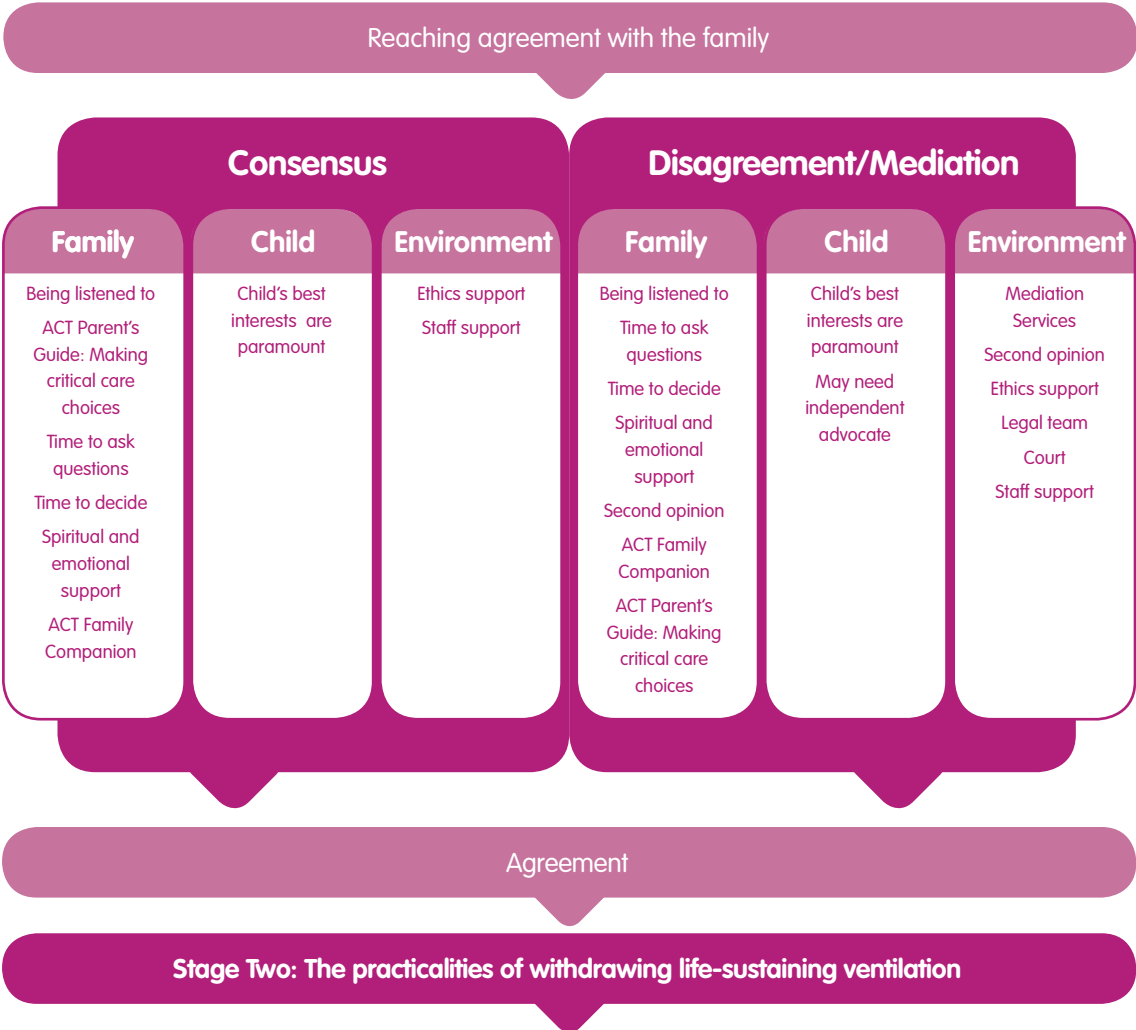 Reaching agreement with the family
Consensus
Family
Being listened to
ACT Parent's
Guide: Making
critical care
choices
Time to ask
questions
Time to decide
Spiritual and
emotional
support
ACT Family
Companion
Child
Child's best
interests are
paramount
Environment
Ethics support
Staff support
Disagreement/Mediation
Family
Being listened to
Time to ask
questions
Time to decide
Spiritual and
emotional
support
Second opinion
ACT Family
Companion
ACT Parent's
Guide: Making
critical care
choices
Child
Child's best
interests are
paramount
May need
independent
advocate
Environment
Mediation
Services
Second opinion
Ethics support
Legal team
Court
Staff support
Agreement
Stage Two: The practicalities of withdrawing life-sustaining ventilation